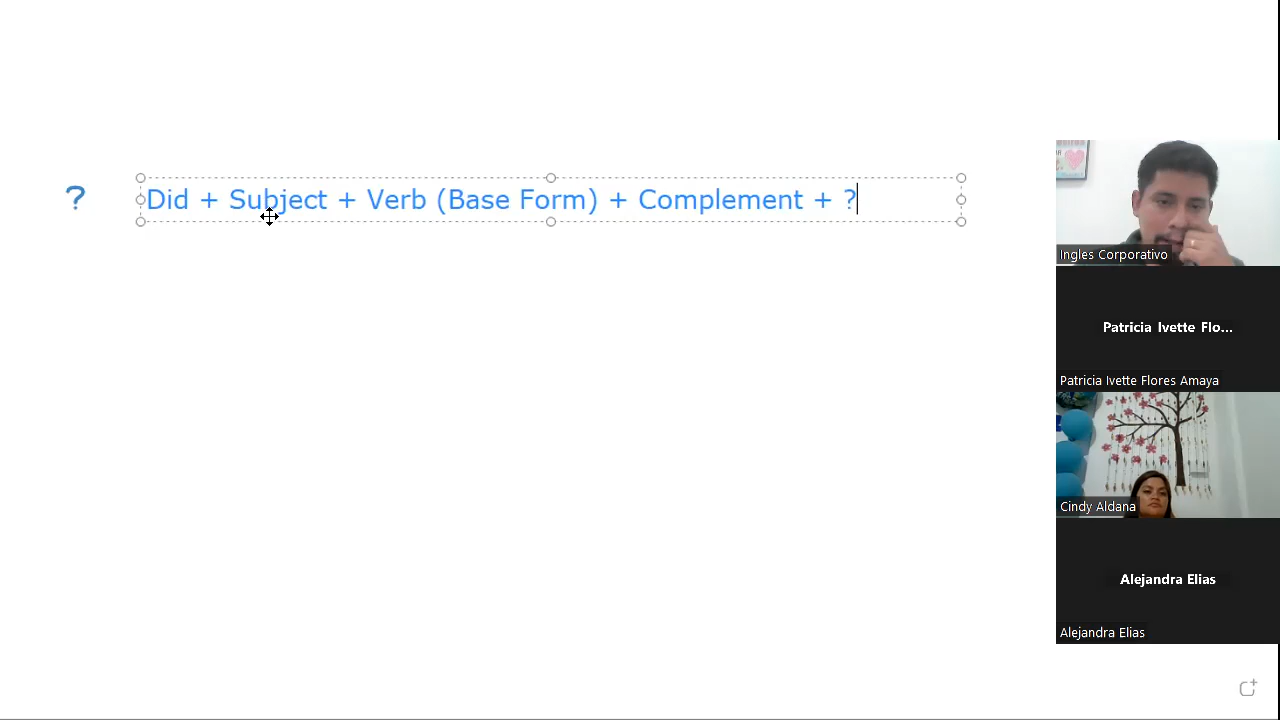 ? Did + Subject + Verb (Base Form) + Complement + ?
Ingles Corporativo
Patricia Ivette Flo...
Patricia Ivette Flores Amaya
Cindy Aldana
Alejandra Elias
Alejandra Elias